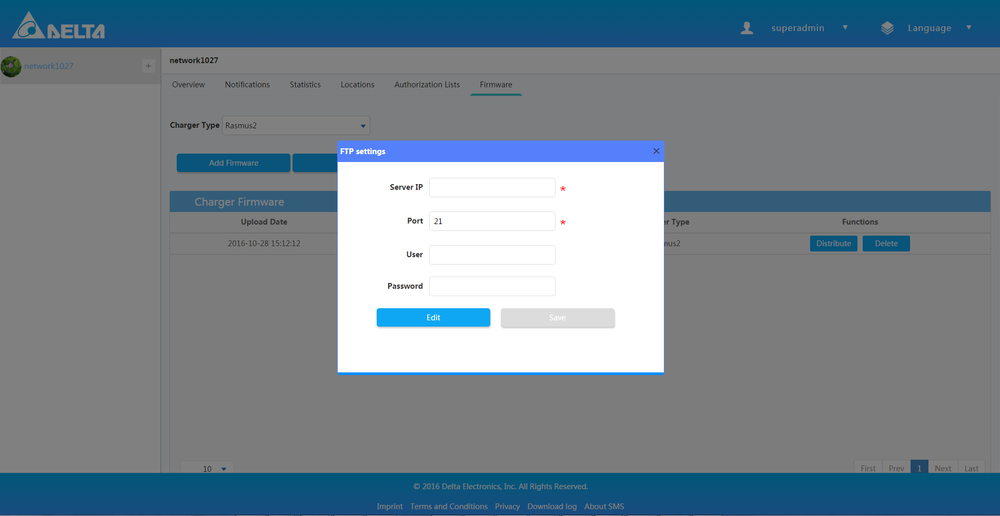 DELTA
superadmin
Language
network1027
+
network1027
Overview Notifications Statistics Locations Authorization Lists Firmware
Charger Type Rasmus2
FTP settings
Add Firmware
Server IP *
Charger Firmware
Port 21 *
Upload Date Type Functions
2016-10-28 15:12:12 Distribute Delete
User
Password
Edit Save
10 First Prev 1 Next Last
© 2016 Delta Electronics, Inc. All Rights Reserved.
Imprint Terms and Conditions Privacy Download log About SMS